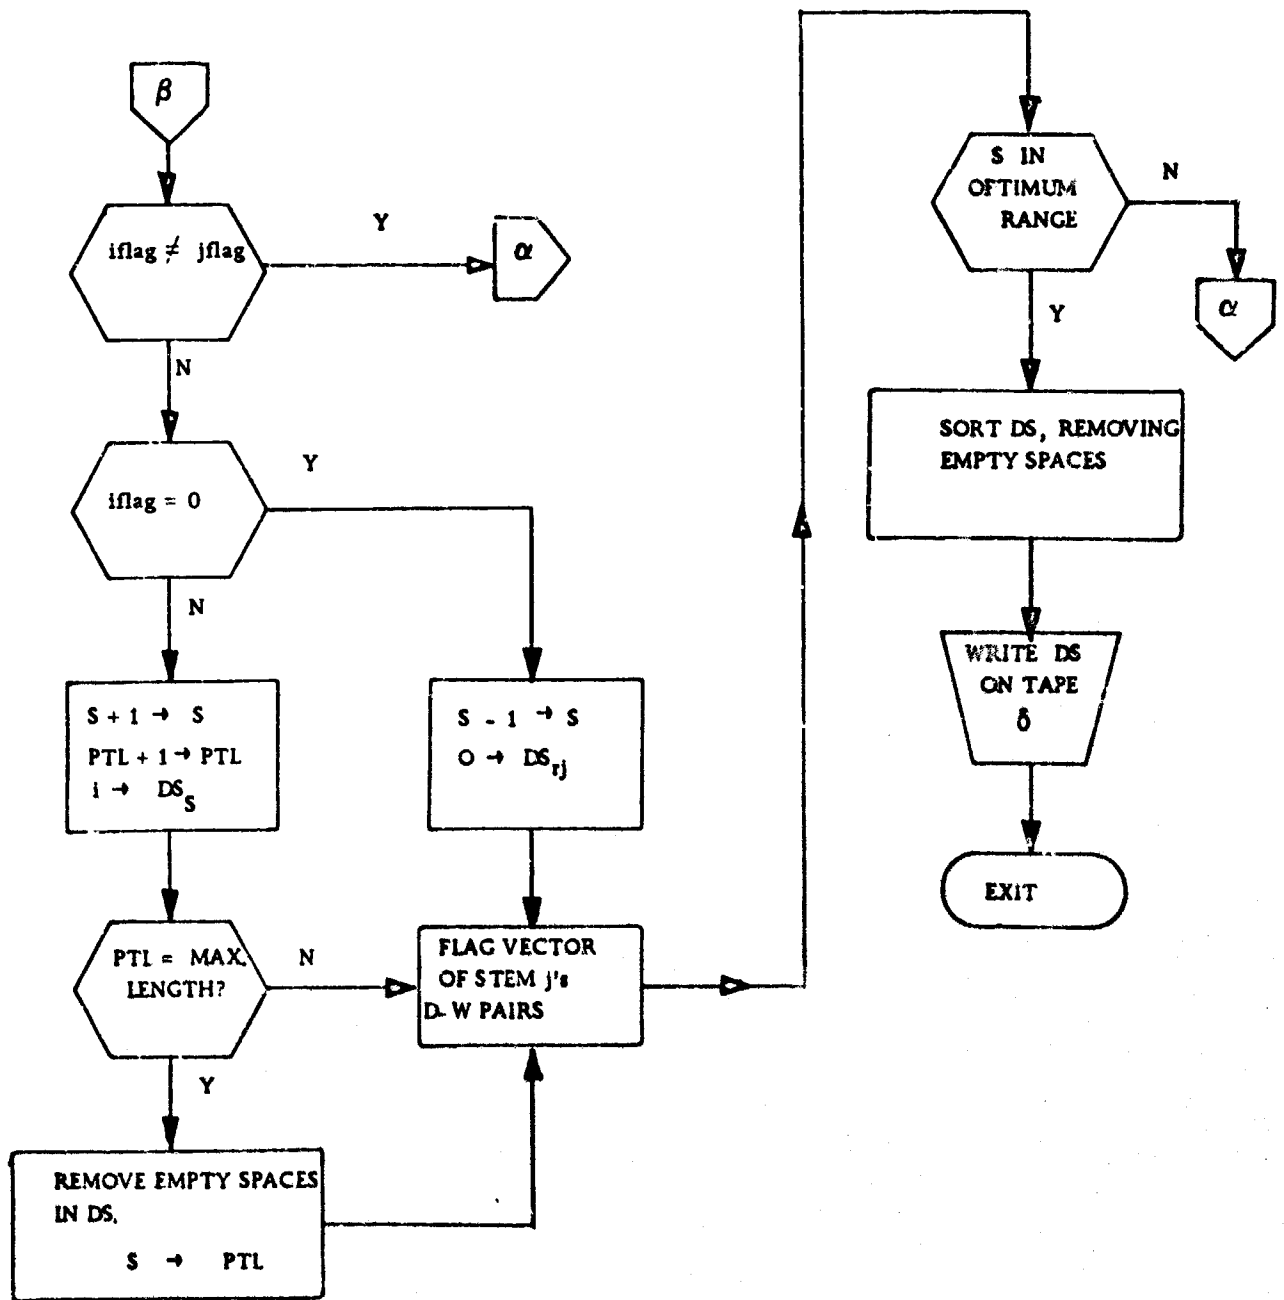 β
iflag ≠ jflag
Y
α
N
iflag = 0
Y
N
S + 1 → S
PTL + 1 → PTL
i → DS_S
S - 1 → S
O → DS_rj
PTL = MAX.
LENGTH?
N
Y
FLAG VECTOR
OF STEM j's
D-W PAIRS
REMOVE EMPTY SPACES
IN DS.
S → PTL
S IN
OFTIMUM
RANGE
N
α
Y
SORT DS, REMOVING
EMPTY SPACES
WRITE DS
ON TAPE
δ
EXIT